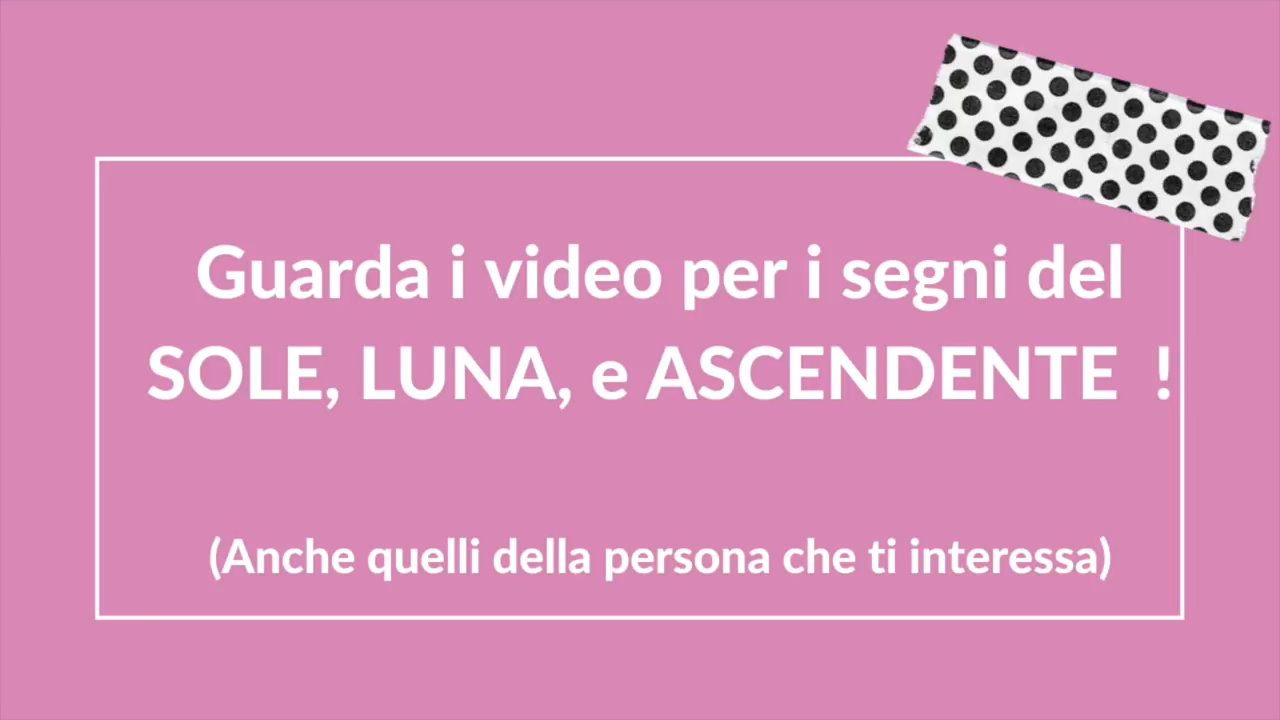 Guarda i video per i segni del
SOLE, LUNA, e ASCENDENTE !
(Anche quelli della persona che ti interessa)